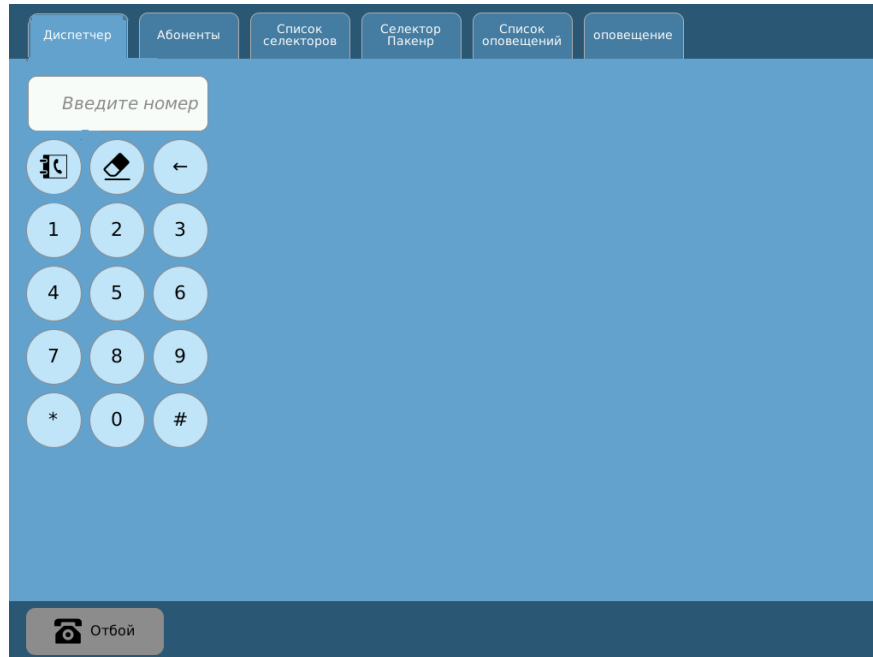 Диспетчер
Абоненты
Список
селекторов
Селектор
Пакенр
Список
оповещений
оповещение
Введите номер
←
1 2 3
4 5 6
7 8 9
* 0 #
Отбой